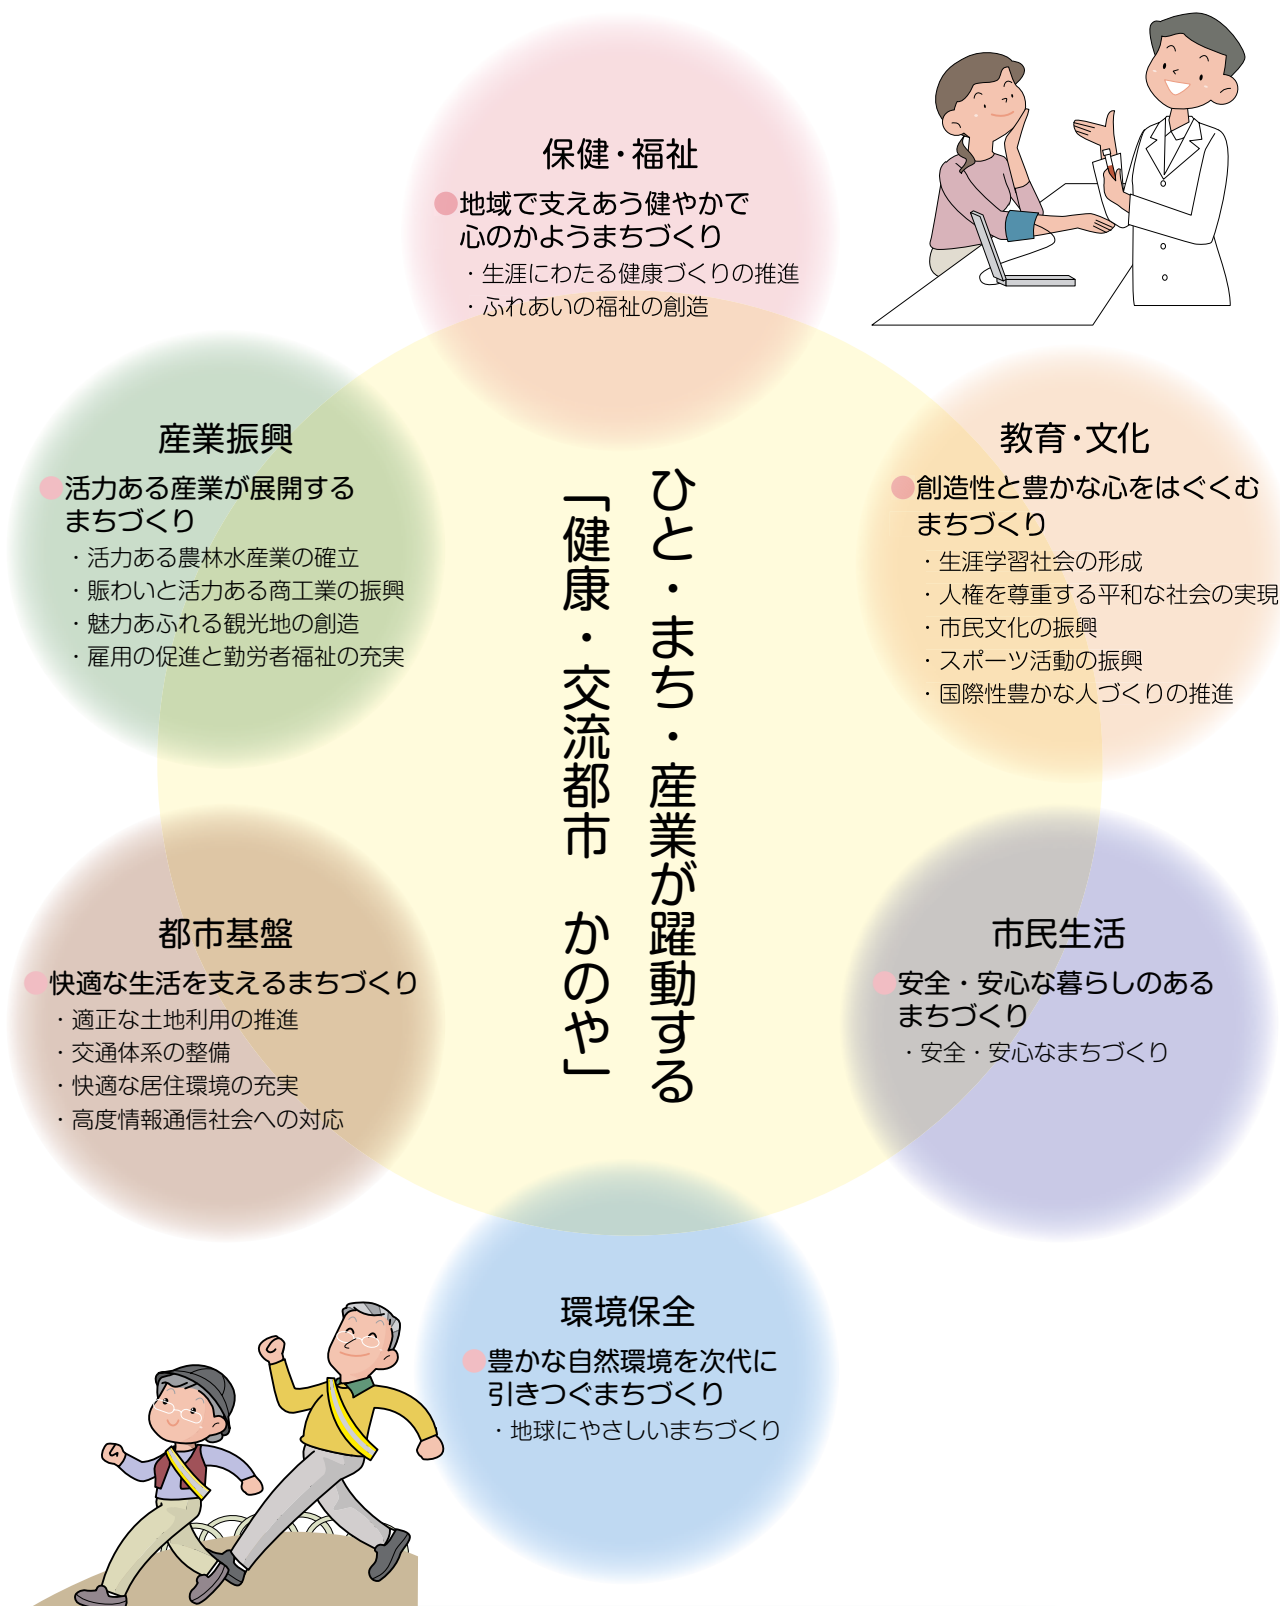 保健・福祉
●地域で支えあう健やかで
心のかようまちづくり
・生涯にわたる健康づくりの推進
・ふれあいの福祉の創造
産業振興
●活力ある産業が展開する
まちづくり
・活力ある農林水産業の確立
・賑わいと活力ある商工業の振興
・魅力あふれる観光地の創造
・雇用の促進と勤労者福祉の充実
教育・文化
●創造性と豊かな心をはぐくむ
まちづくり
・生涯学習社会の形成
・人権を尊重する平和な社会の実現
・市民文化の振興
・スポーツ活動の振興
・国際性豊かな人づくりの推進
ひと・まち・産業が躍動する
「健康・交流都市　かのや」
都市基盤
●快適な生活を支えるまちづくり
・適正な土地利用の推進
・交通体系の整備
・快適な居住環境の充実
・高度情報通信社会への対応
市民生活
●安全・安心な暮らしのある
まちづくり
・安全・安心なまちづくり
環境保全
●豊かな自然環境を次代に
引きつぐまちづくり
・地球にやさしいまちづくり